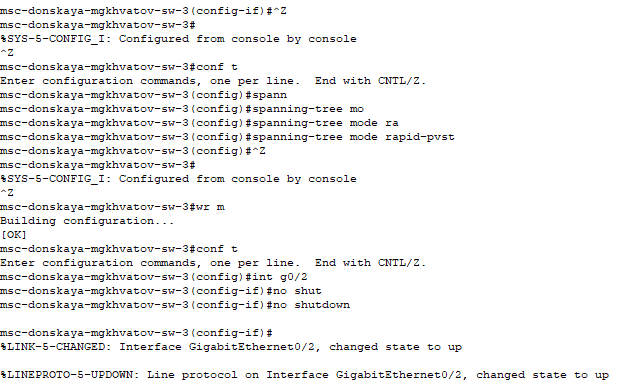 msc-donskaya-mgkhvatov-sw-3(config-if)#^Z
msc-donskaya-mgkhvatov-sw-3#
%SYS-5-CONFIG_I: Configured from console by console
^Z
msc-donskaya-mgkhvatov-sw-3#conf t
Enter configuration commands, one per line.  End with CNTL/Z.
msc-donskaya-mgkhvatov-sw-3(config)#spann
msc-donskaya-mgkhvatov-sw-3(config)#spanning-tree mo
msc-donskaya-mgkhvatov-sw-3(config)#spanning-tree mode ra
msc-donskaya-mgkhvatov-sw-3(config)#spanning-tree mode rapid-pvst
msc-donskaya-mgkhvatov-sw-3(config)#^Z
msc-donskaya-mgkhvatov-sw-3#
%SYS-5-CONFIG_I: Configured from console by console
^Z
msc-donskaya-mgkhvatov-sw-3#wr m
Building configuration...
[OK]
msc-donskaya-mgkhvatov-sw-3#conf t
Enter configuration commands, one per line.  End with CNTL/Z.
msc-donskaya-mgkhvatov-sw-3(config)#int g0/2
msc-donskaya-mgkhvatov-sw-3(config-if)#no shut
msc-donskaya-mgkhvatov-sw-3(config-if)#no shutdown

msc-donskaya-mgkhvatov-sw-3(config-if)#
%LINK-5-CHANGED: Interface GigabitEthernet0/2, changed state to up

%LINEPROTO-5-UPDOWN: Line protocol on Interface GigabitEthernet0/2, changed state to up